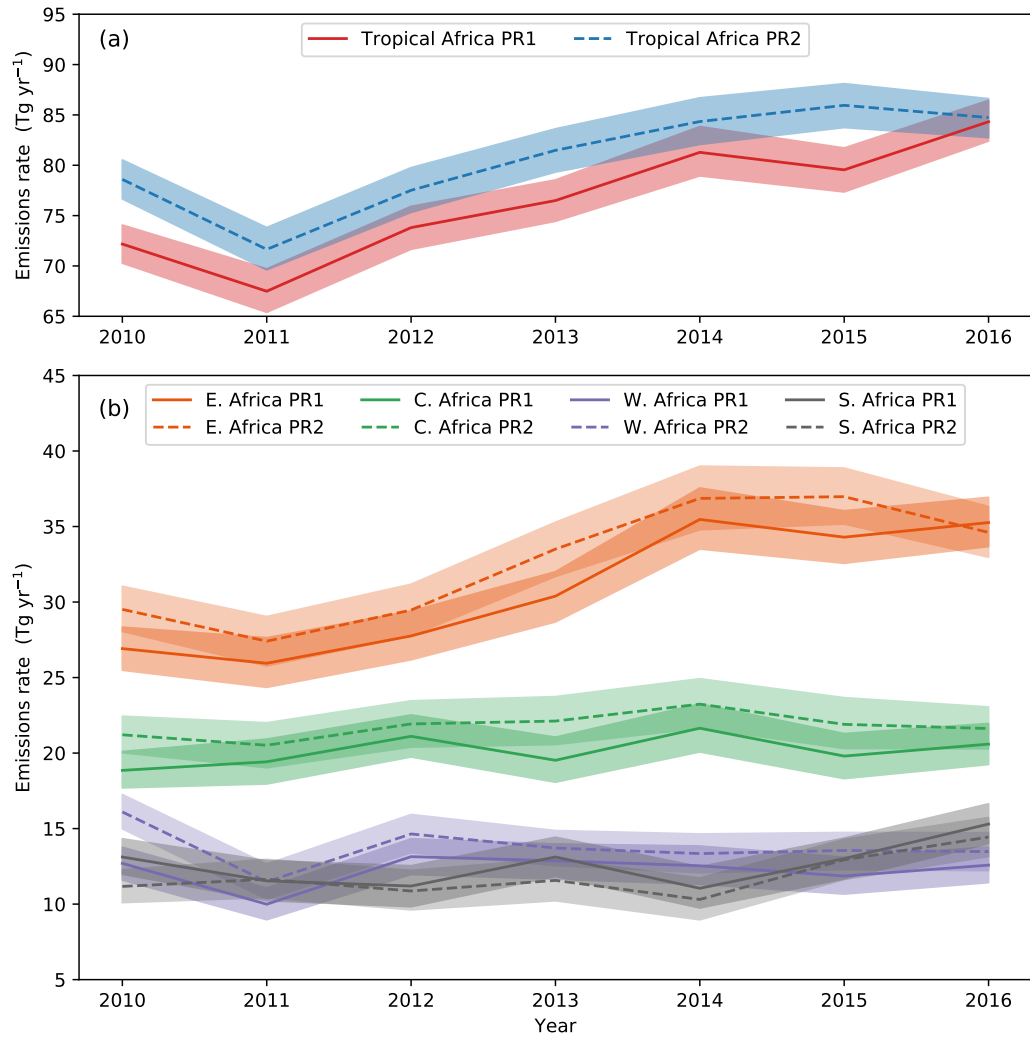 (a)
Tropical Africa PR1 Tropical Africa PR2
Emissions rate (Tg yr⁻¹)
95
90
85
80
75
70
65
2010 2011 2012 2013 2014 2015 2016
(b)
E. Africa PR1 C. Africa PR1 W. Africa PR1 S. Africa PR1
E. Africa PR2 C. Africa PR2 W. Africa PR2 S. Africa PR2
Emissions rate (Tg yr⁻¹)
45
40
35
30
25
20
15
10
5
2010 2011 2012 2013 2014 2015 2016
Year